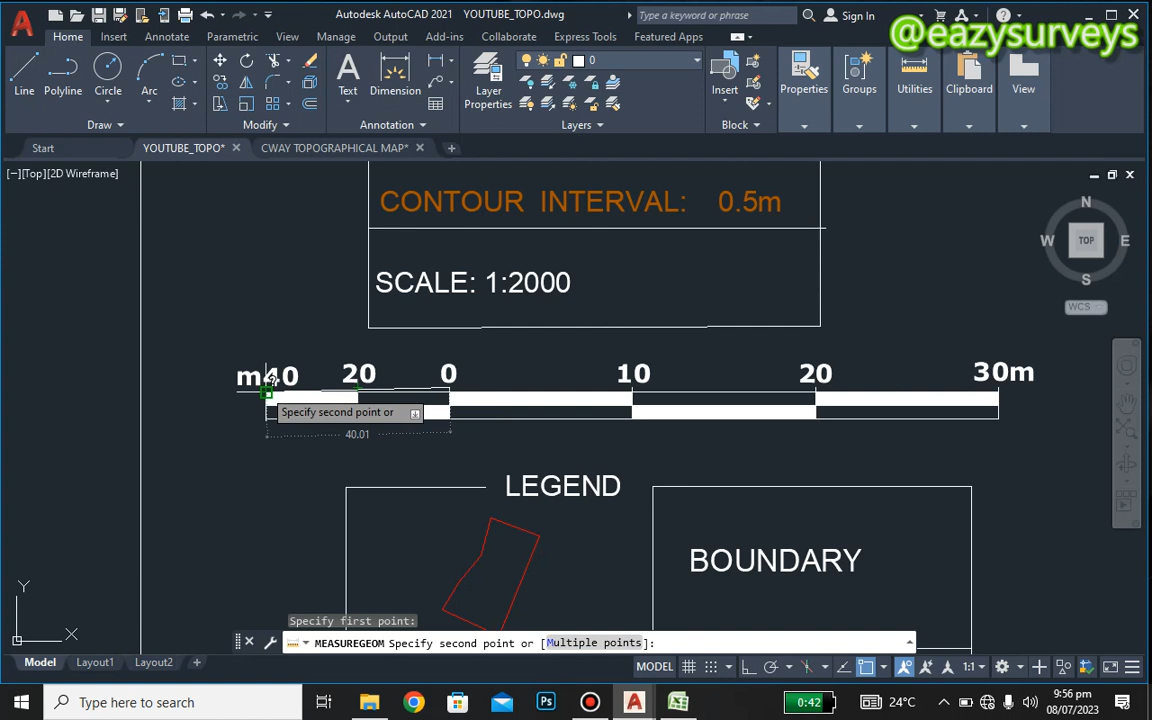 Autodesk AutoCAD 2021 YOUTUBE_TOPO.dwg
Type a keyword or phrase
Sign In
@eazysurveys
Home Insert Annotate Parametric View Manage Output Add-ins Collaborate Express Tools Featured Apps
Line Polyline Circle Arc
Text Dimension
Layer Properties
0
Insert
Properties Groups Utilities Clipboard View
Draw Modify Annotation Layers Block
Start YOUTUBE_TOPO* CWAY TOPOGRAPHICAL MAP*
[−][Top][2D Wireframe]
N
W TOP E
S
WCS
CONTOUR INTERVAL: 0.5m
SCALE: 1:2000
m40 20 0 10 20 30m
Specify second point or
40.01
LEGEND
BOUNDARY
Y
X
Specify first point:
MEASUREGEOM Specify second point or [Multiple points]:
Model Layout1 Layout2
MODEL 1:1
Type here to search
0:42
24°C
9:56 pm
08/07/2023